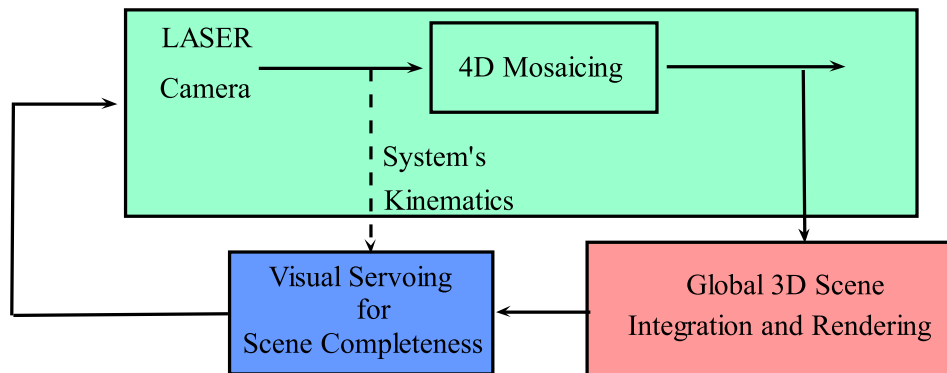 LASER
Camera
4D Mosaicing
System's
Kinematics
Visual Servoing
for
Scene Completeness
Global 3D Scene
Integration and Rendering